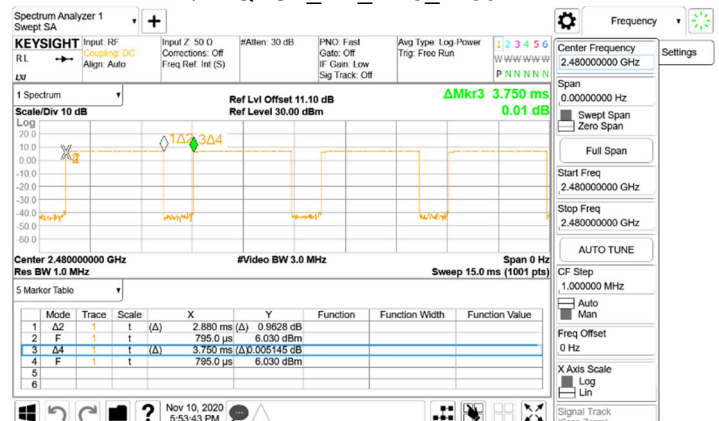 Spectrum Analyzer 1
Swept SA
Frequency
KEYSIGHT
RL
LXI
Input: RF
Coupling: DC
Align: Auto
Input Z: 50 Ω
Corrections: Off
Freq Ref: Int (S)
#Atten: 30 dB
PNO: Fast
Gate: Off
IF Gain: Low
Sig Track: Off
Avg Type: Log-Power
Trig: Free Run
1 2 3 4 5 6
W W W W W W
P N N N N N
Center Frequency
2.480000000 GHz
Settings
1 Spectrum
Scale/Div 10 dB
Ref Lvl Offset 11.10 dB
Ref Level 30.00 dBm
ΔMkr3 3.750 ms
0.01 dB
Span
0.00000000 Hz
Swept Span
Zero Span
Full Span
Log
20.0
10.0
0.00
-10.0
-20.0
-30.0
-40.0
-50.0
-60.0
1Δ2
3Δ4
Start Freq
2.480000000 GHz
Stop Freq
2.480000000 GHz
AUTO TUNE
Center 2.480000000 GHz
Res BW 1.0 MHz
#Video BW 3.0 MHz
Span 0 Hz
Sweep 15.0 ms (1001 pts)
CF Step
1.000000 MHz
Auto
Man
Freq Offset
0 Hz
X Axis Scale
Log
Lin
Signal Track
(Span Zoom)
5 Marker Table
Mode Trace Scale X Y Function Function Width Function Value
1 Δ2 1 t (Δ) 2.880 ms (Δ) 0.9628 dB
2 F 1 t 795.0 µs 6.030 dBm
3 Δ4 1 t (Δ) 3.750 ms (Δ) 0.005145 dB
4 F 1 t 795.0 µs 6.030 dBm
5
6
?
Nov 10, 2020
5:53:43 PM